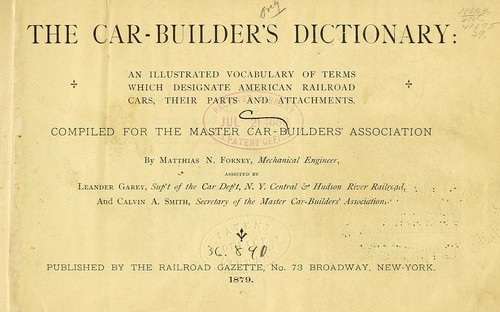 THE CAR-BUILDER'S DICTIONARY:
AN ILLUSTRATED VOCABULARY OF TERMS
WHICH DESIGNATE AMERICAN RAILROAD
CARS, THEIR PARTS AND ATTACHMENTS.
COMPILED FOR THE MASTER CAR-BUILDERS' ASSOCIATION
By Matthias N. Forney, Mechanical Engineer,
ASSISTED BY
Leander Garey, Sup't of the Car Dep't, N. Y. Central & Hudson River Railroad,
And Calvin A. Smith, Secretary of the Master Car-Builders' Association.
36.890
PUBLISHED BY THE RAILROAD GAZETTE, No. 73 BROADWAY, NEW-YORK.
1879.